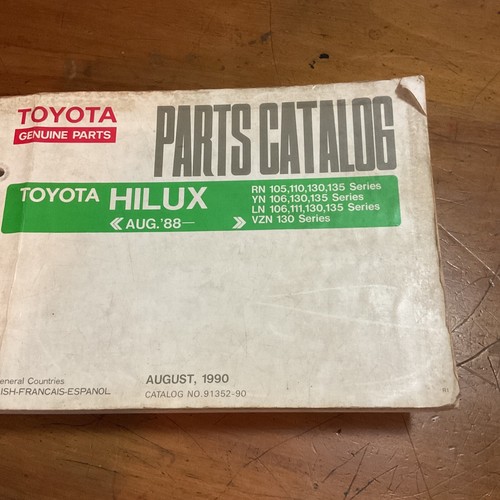 TOYOTA
GENUINE PARTS
PARTS CATALOG
TOYOTA HILUX
≪ AUG.'88— ≫
RN 105,110,130,135 Series
YN 106,130,135 Series
LN 106,111,130,135 Series
VZN 130 Series
eneral Countries
ISH-FRANCAIS-ESPANOL
AUGUST, 1990
CATALOG NO.91352-90